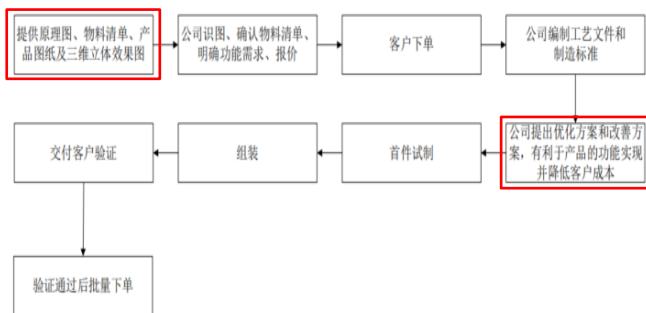 提供原理图、物料清单、产
品图纸及三维立体效果图
公司识图、确认物料清单、
明确功能需求、报价
客户下单
公司编制工艺文件和
制造标准
公司提出优化方案和改善方
案，有利于产品的功能实现
并降低客户成本
首件试制
组装
交付客户验证
验证通过后批量下单